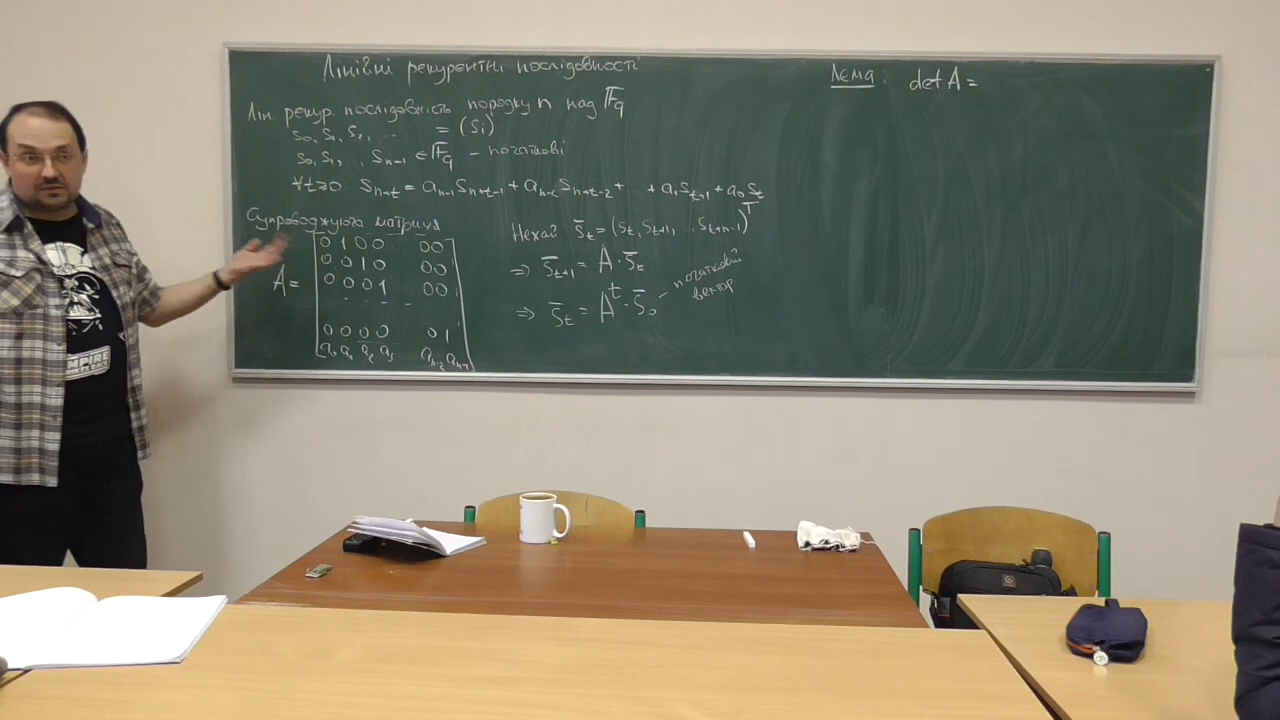 Лінійні рекурентні послідовності
Лін. рекур. послідовність порядку n над 𝔽q
s₀, s₁, s₂, ... = (sᵢ)
s₀, s₁, ... sₙ₋₁ ∈ 𝔽q - початкові
∀t≥0 sₙ₊ₜ = aₙ₋₁sₙ₊ₜ₋₁ + aₙ₋₂sₙ₊ₜ₋₂ + ... + a₁sₜ₊₁ + a₀sₜ
Супроводжуюча матриця
A =
0 1 0 0 ... 0 0
0 0 1 0 0 0
0 0 0 1 0 0
. . . - -
0 0 0 0 0 1
a₀ a₁ a₂ a₃ aₙ₋₂ aₙ₋₁
Нехай s̄ₜ = (sₜ, sₜ₊₁, ... sₜ₊ₙ₋₁)ᵀ
⇒ s̄ₜ₊₁ = A · s̄ₜ
⇒ s̄ₜ = Aᵗ · s̄₀ - початковий
вектор
Лема: det A =